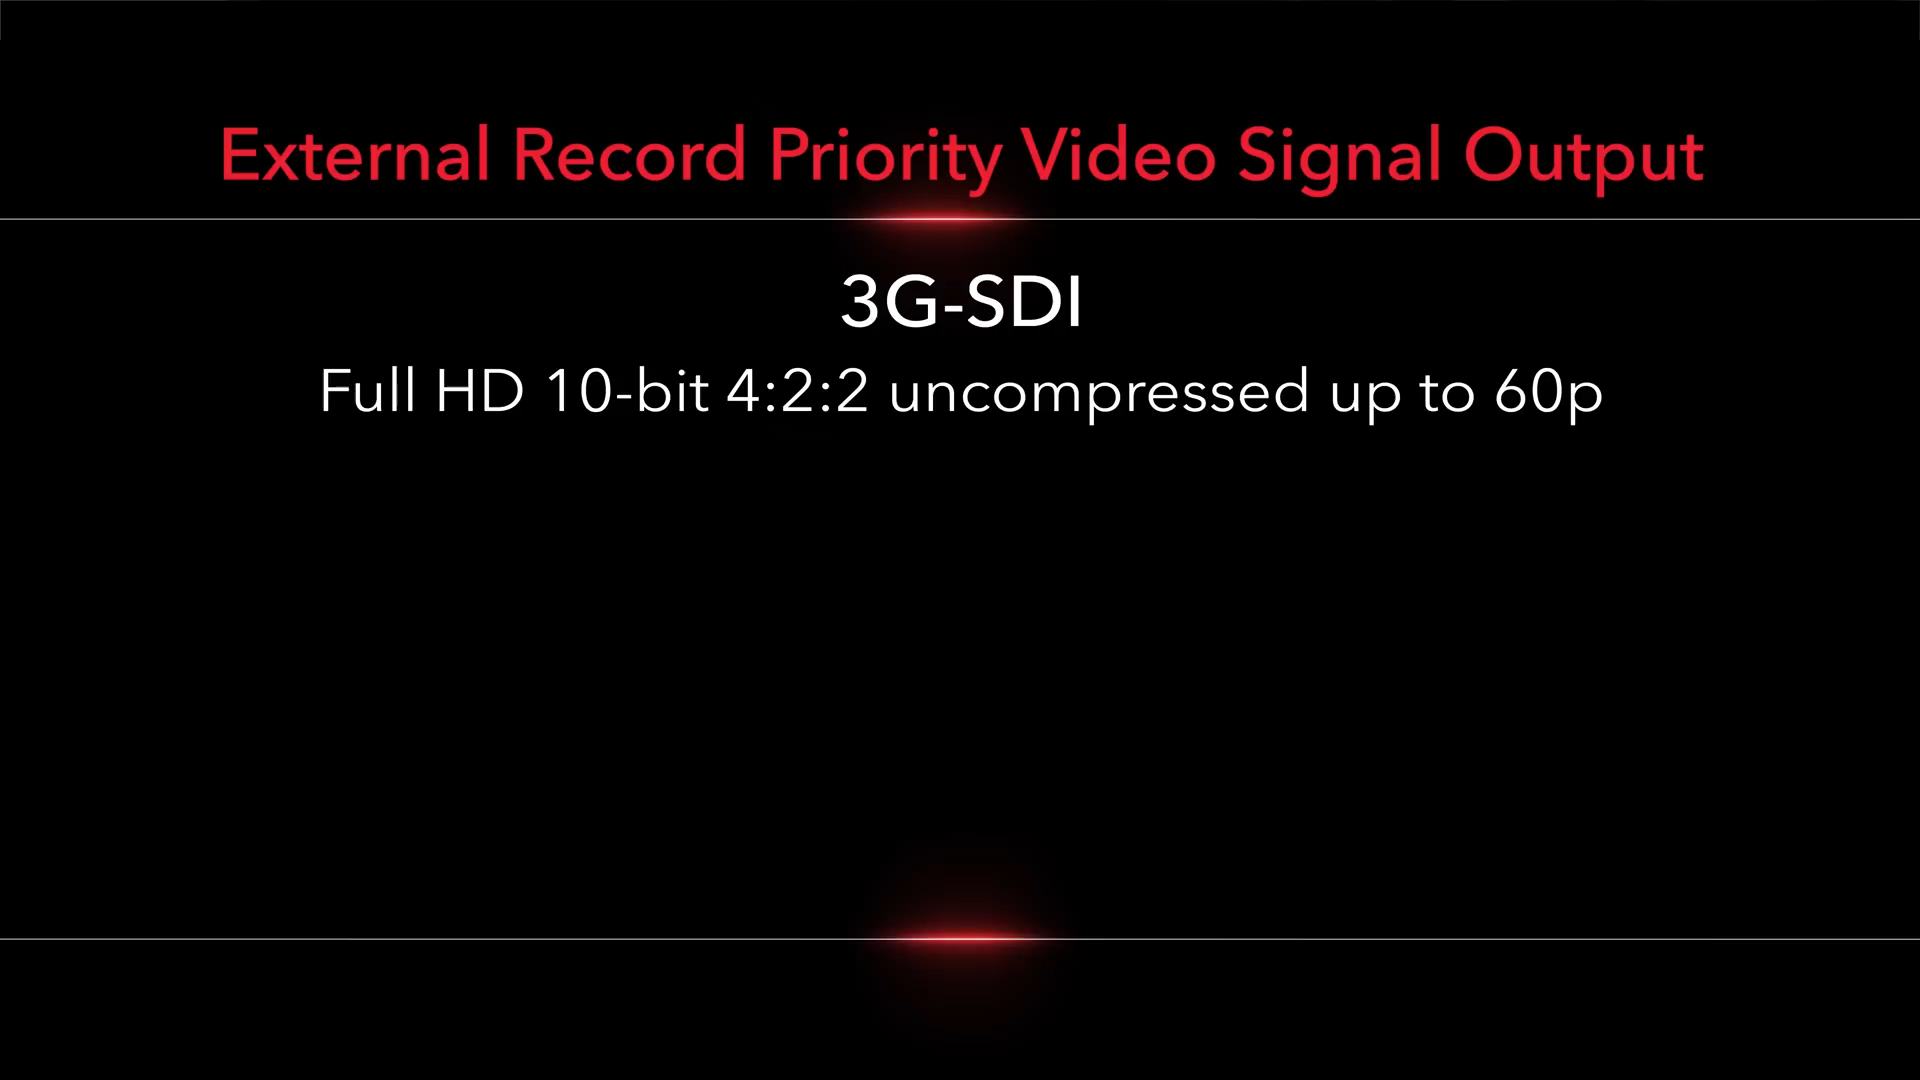 External Record Priority Video Signal Output
3G-SDI
Full HD 10-bit 4:2:2 uncompressed up to 60p